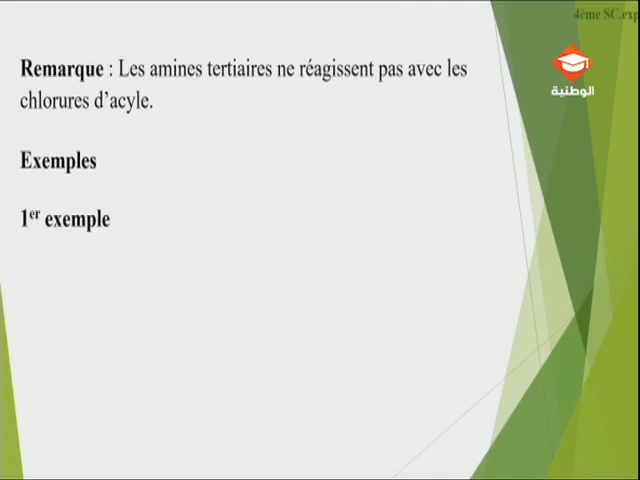 4ème SC.exp
Remarque : Les amines tertiaires ne réagissent pas avec les
chlorures d’acyle.
الوطنية
Exemples
1er exemple